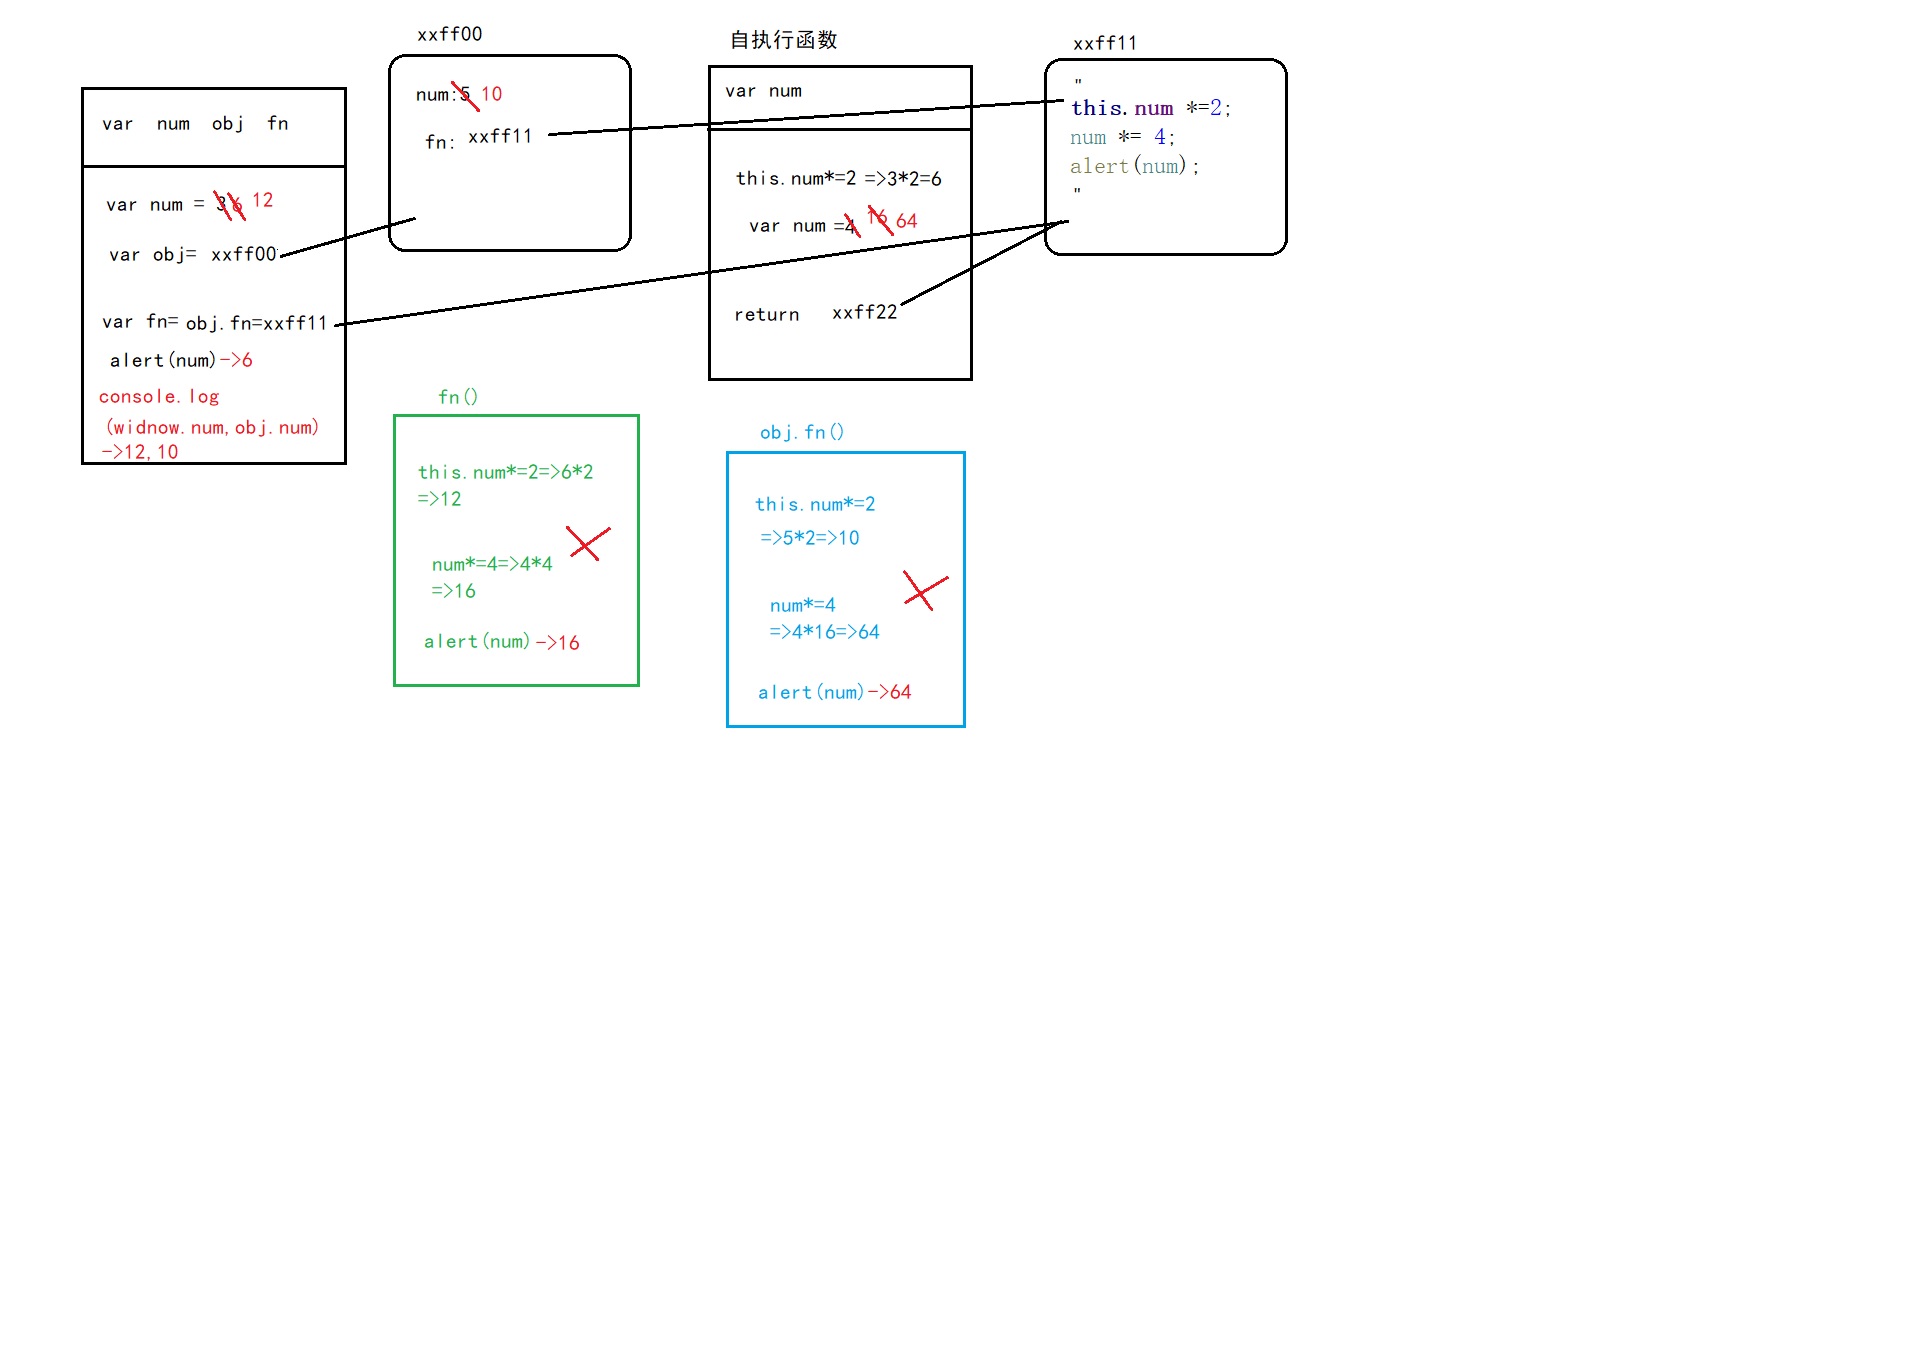 var num obj fn
var num = 3 6 12
var obj= xxff00
var fn= obj.fn=xxff11
alert(num)->6
console.log
(widnow.num,obj.num)
->12,10
xxff00
num:5 10
fn: xxff11
自执行函数
var num
this.num*=2 =>3*2=6
var num =4 16 64
return xxff22
xxff11
"
this.num *=2;
num *= 4;
alert(num);
"
fn()
this.num*=2=>6*2
=>12
num*=4=>4*4
=>16
alert(num)->16
obj.fn()
this.num*=2
=>5*2=>10
num*=4
=>4*16=>64
alert(num)->64